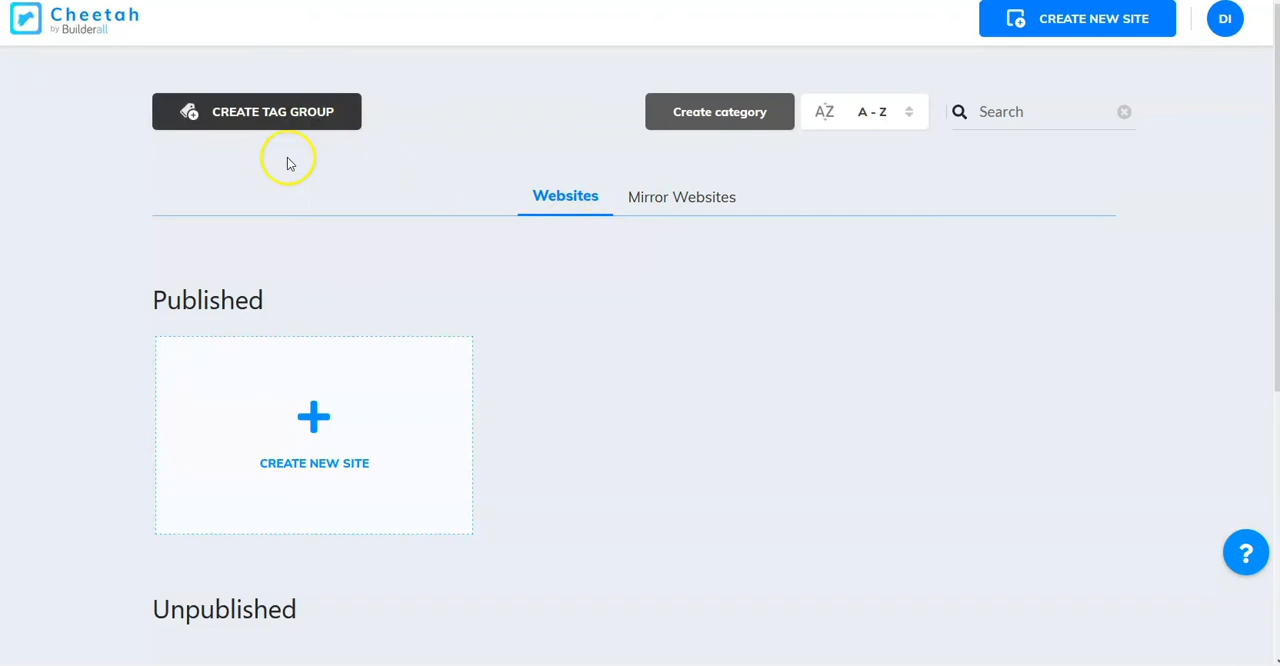 Cheetah
by Builderall
CREATE NEW SITE
DI
CREATE TAG GROUP
Create category
AZ
A - Z
Search
Websites
Mirror Websites
Published
CREATE NEW SITE
?
Unpublished